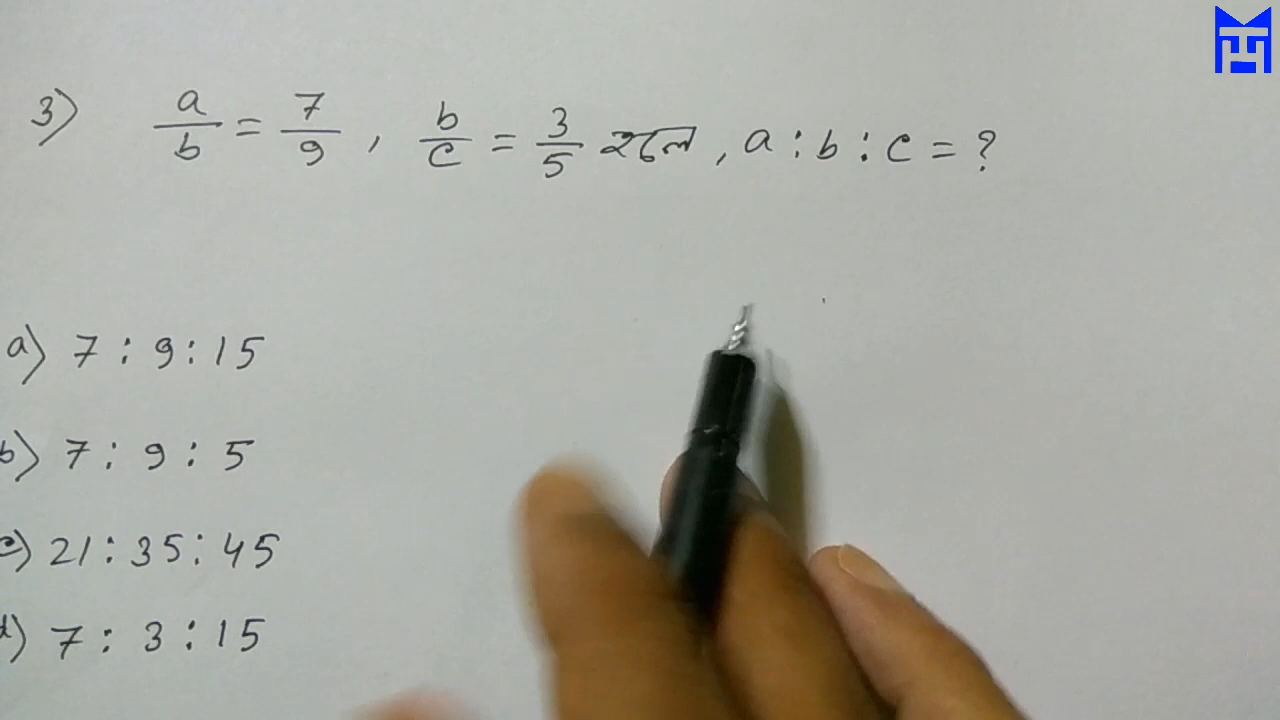 3) a/b = 7/9, b/c = 3/5 হলে, a : b : c = ?
a) 7 : 9 : 15
b) 7 : 9 : 5
c) 21 : 35 : 45
d) 7 : 3 : 15